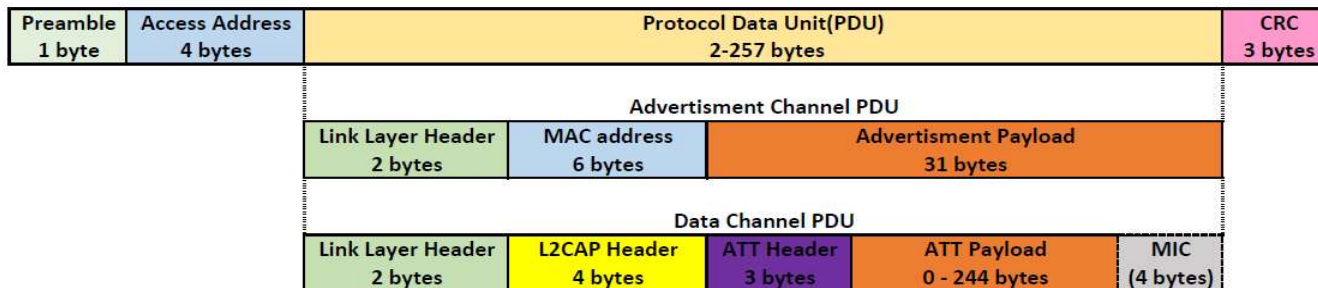 Preamble Access Address Protocol Data Unit(PDU) CRC
1 byte 4 bytes 2-257 bytes 3 bytes
Advertisment Channel PDU
Link Layer Header MAC address Advertisment Payload
2 bytes 6 bytes 31 bytes
Data Channel PDU
Link Layer Header L2CAP Header ATT Header ATT Payload MIC
2 bytes 4 bytes 3 bytes 0 - 244 bytes (4 bytes)